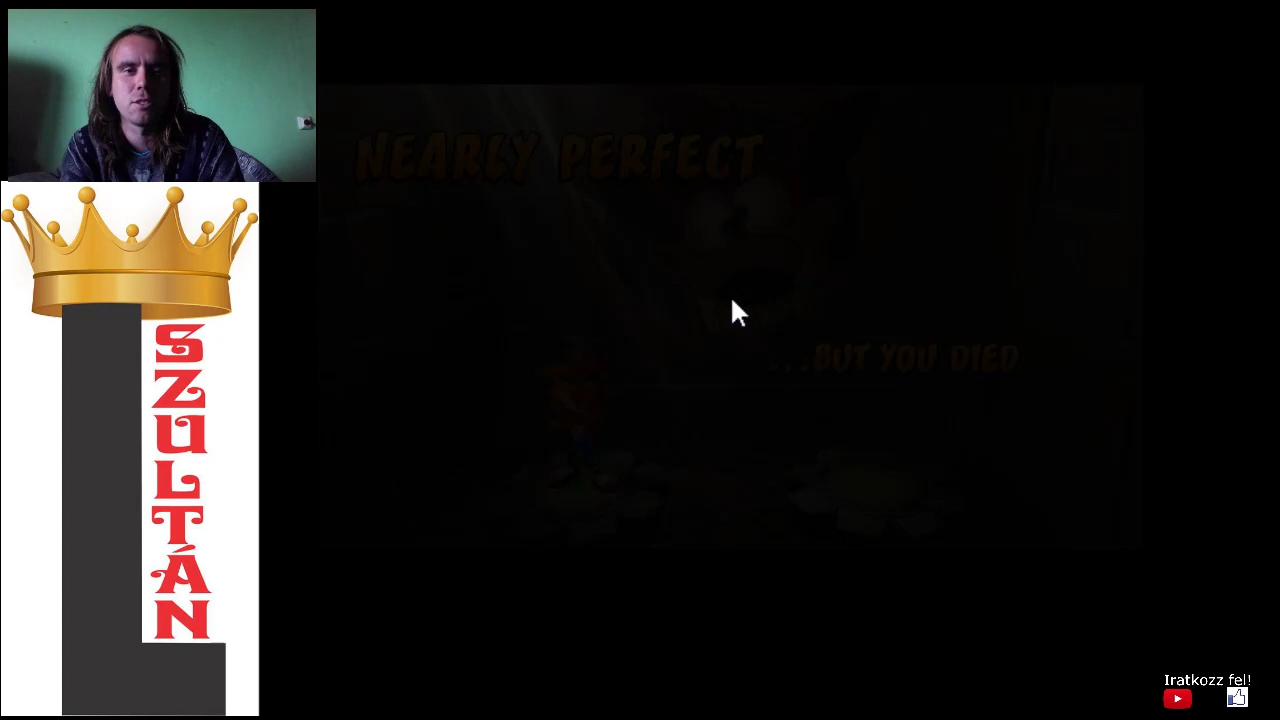 NEARLY PERFECT
...BUT YOU DIED
L
SZULTÁN
Iratkozz fel!